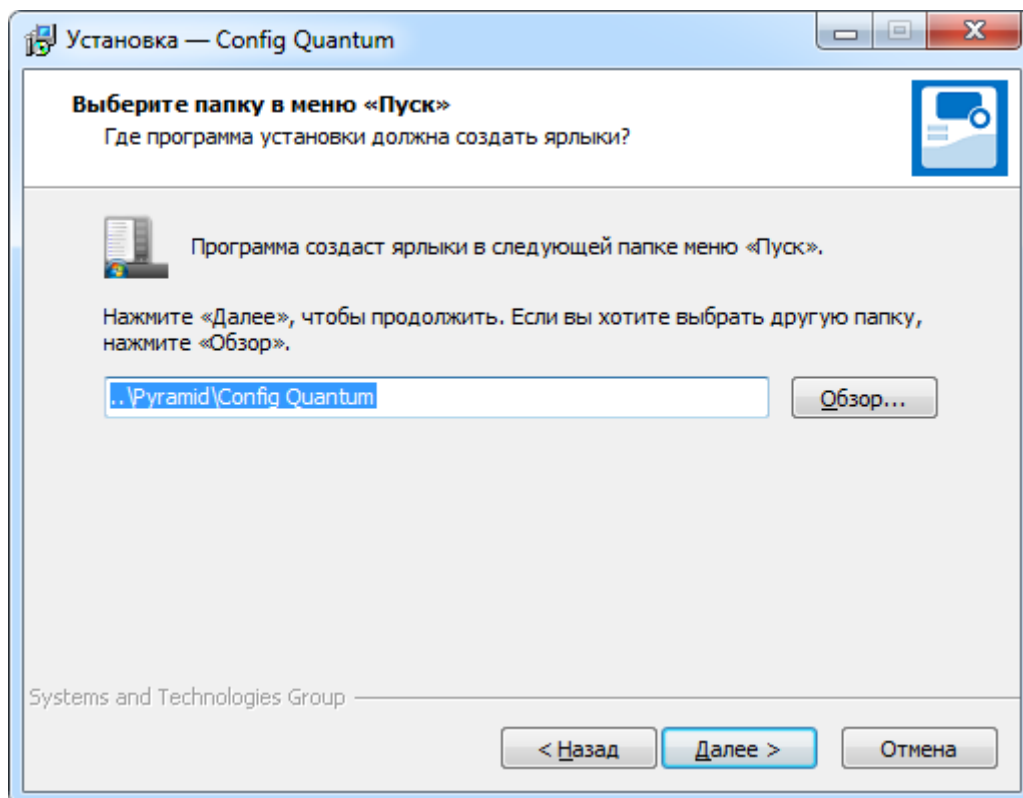 Установка — Config Quantum
Выберите папку в меню «Пуск»
Где программа установки должна создать ярлыки?
Программа создаст ярлыки в следующей папке меню «Пуск».
Нажмите «Далее», чтобы продолжить. Если вы хотите выбрать другую папку,
нажмите «Обзор».
..\Pyramid\Config Quantum
Обзор...
Systems and Technologies Group
< Назад
Далее >
Отмена